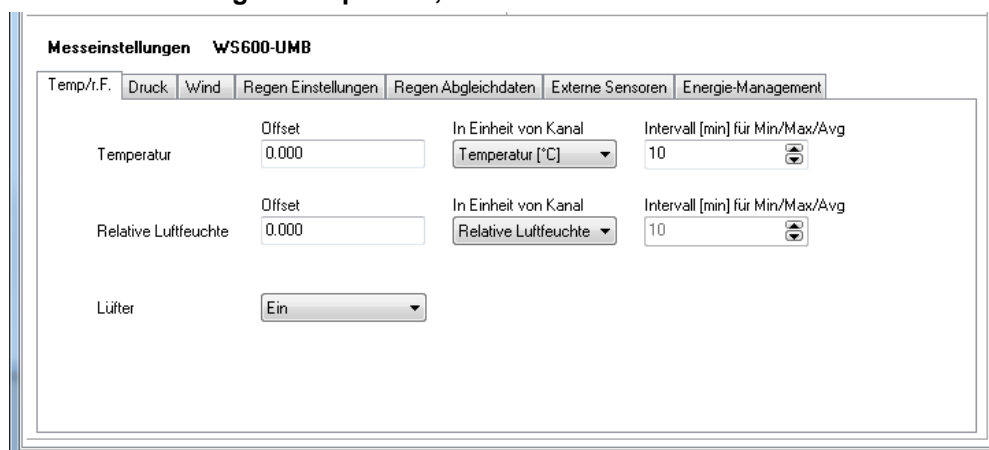 Messeinstellungen WS600-UMB
Temp/r.F. Druck Wind Regen Einstellungen Regen Abgleichdaten Externe Sensoren Energie-Management
Offset In Einheit von Kanal Intervall [min] für Min/Max/Avg
Temperatur 0.000 Temperatur [°C] 10
Offset In Einheit von Kanal Intervall [min] für Min/Max/Avg
Relative Luftfeuchte 0.000 Relative Luftfeuchte 10
Lüfter Ein